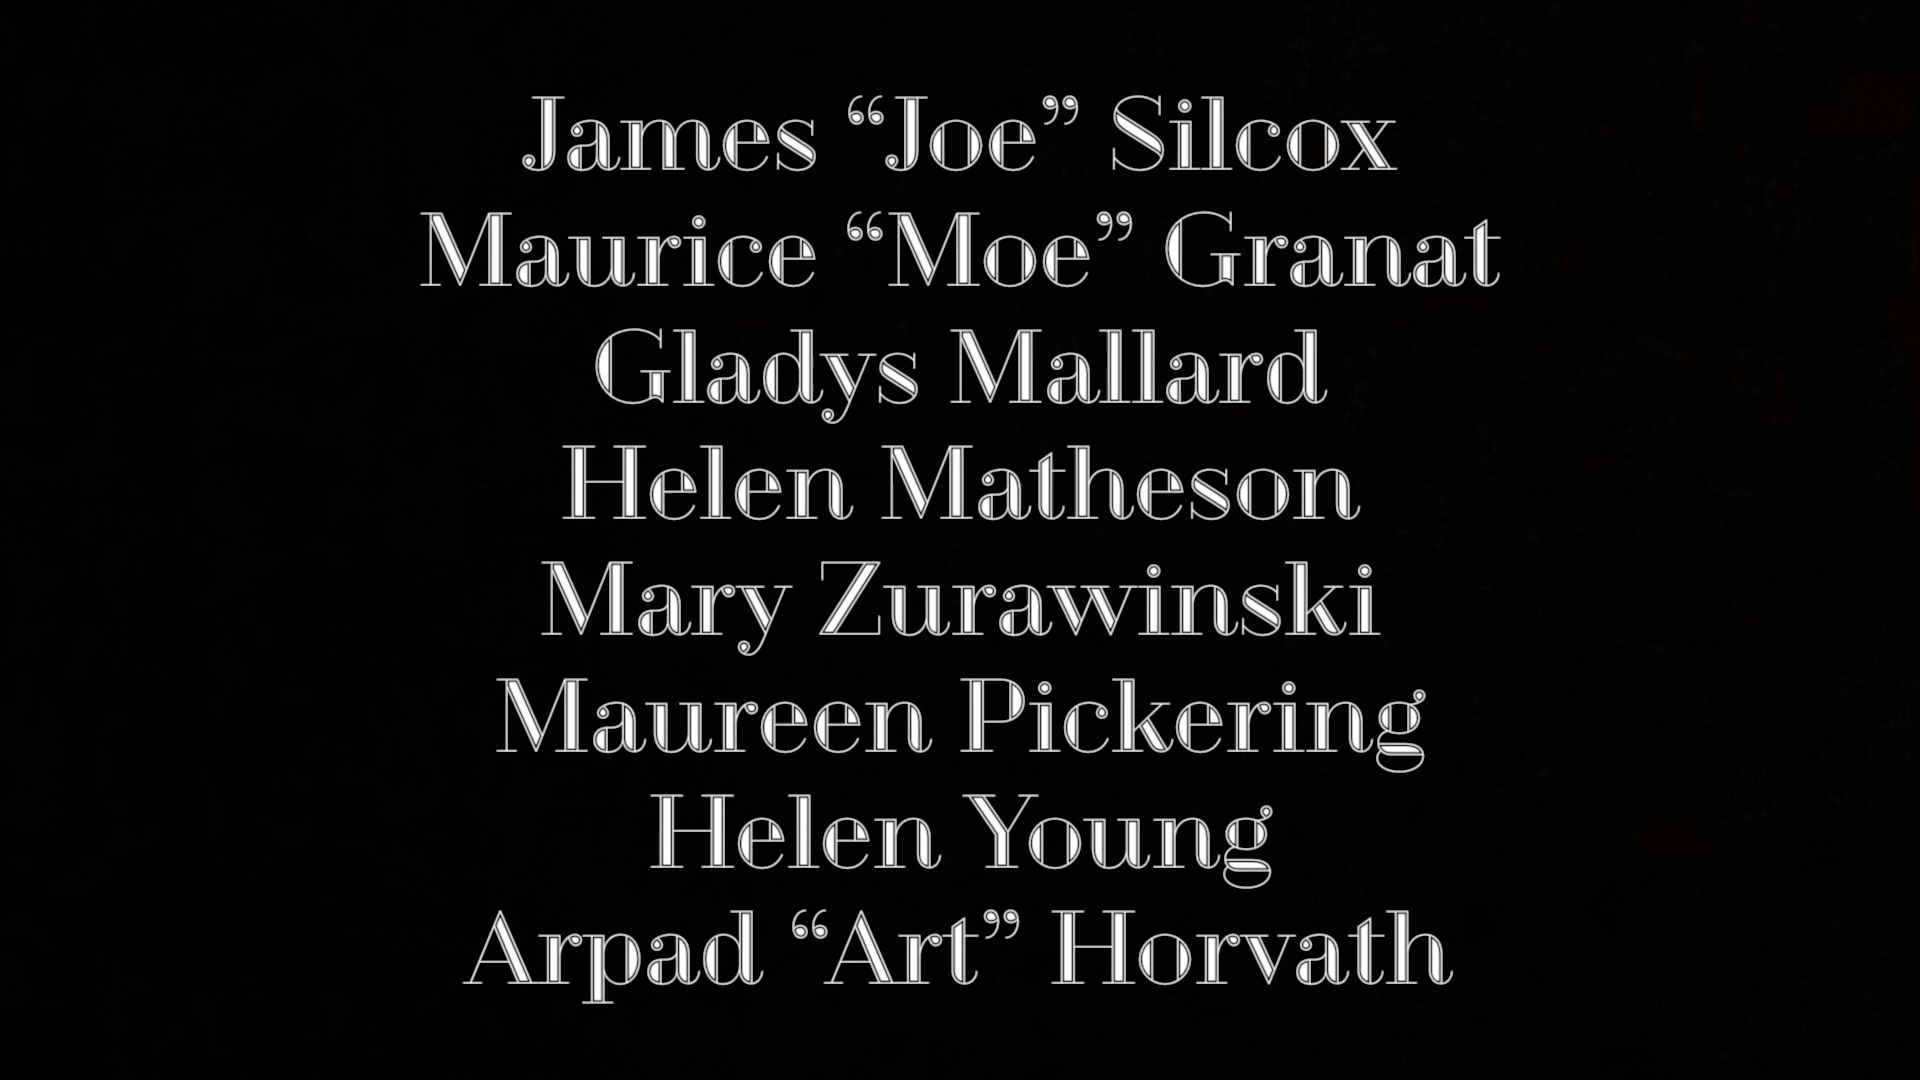 James “Joe” Silcox
Maurice “Moe” Granat
Gladys Mallard
Helen Matheson
Mary Zurawinski
Maureen Pickering
Helen Young
Arpad “Art” Horvath